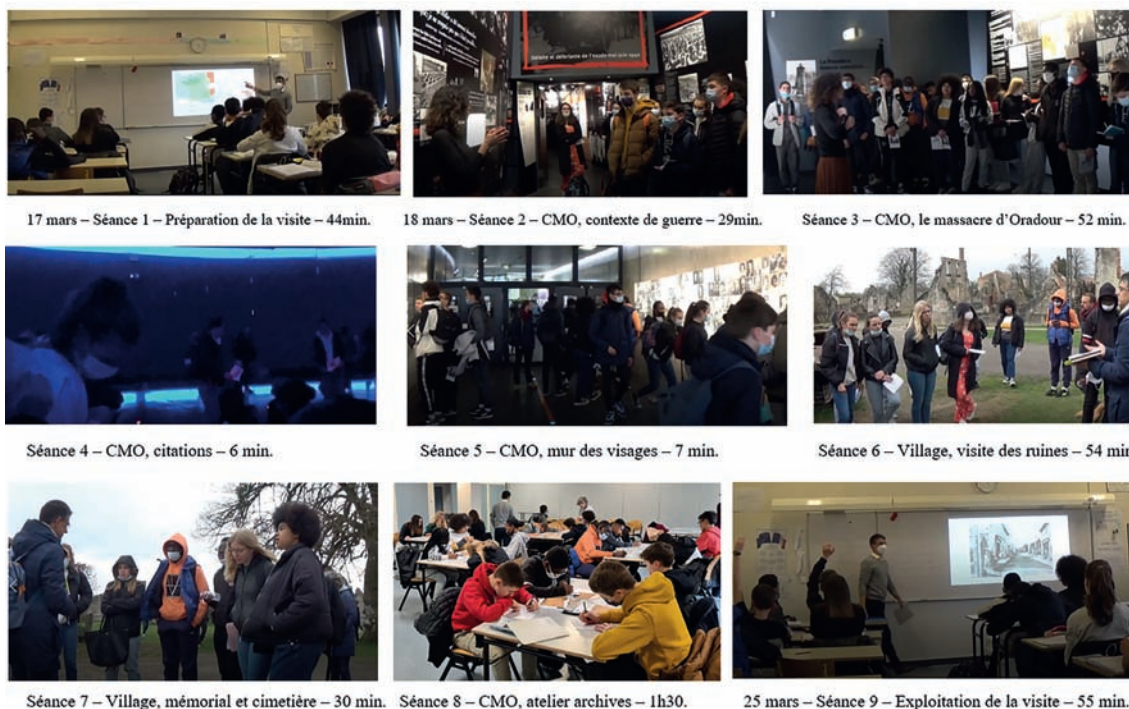 17 mars – Séance 1 – Préparation de la visite – 44min.
18 mars – Séance 2 – CMO, contexte de guerre – 29min.
Séance 3 – CMO, le massacre d'Oradour – 52 min.
Séance 4 – CMO, citations – 6 min.
Séance 5 – CMO, mur des visages – 7 min.
Séance 6 – Village, visite des ruines – 54 min
Séance 7 – Village, mémorial et cimetière – 30 min.
Séance 8 – CMO, atelier archives – 1h30.
25 mars – Séance 9 – Exploitation de la visite – 55 min.